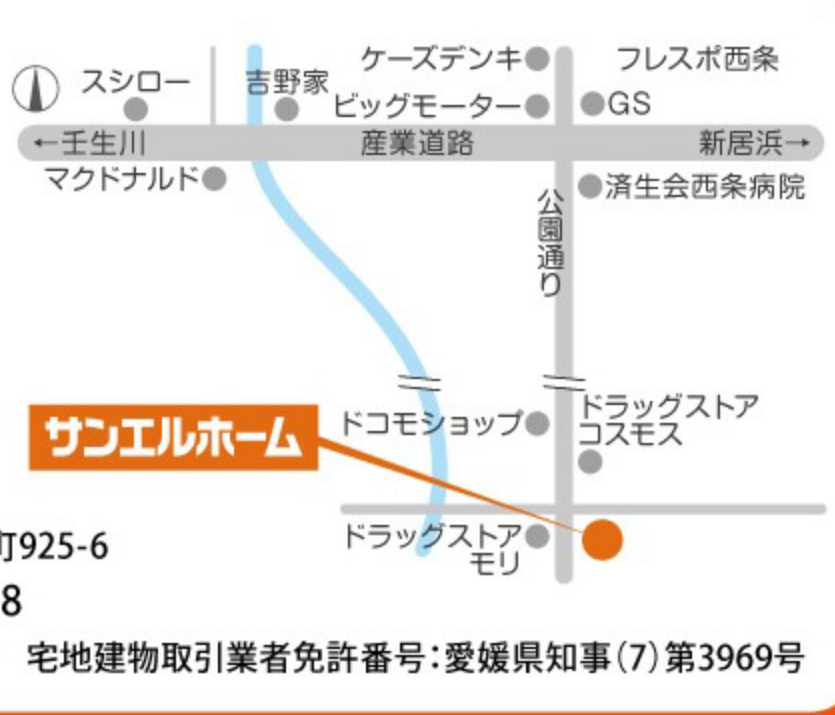 ケーズデンキ
フレスポ西条
スシロー
吉野家
ビッグモーター
GS
←壬生川
産業道路
新居浜→
マクドナルド
済生会西条病院
公園通り
ドラッグストア
コスモス
ドコモショップ
サンエルホーム
ドラッグストア
モリ
町925-6
8
宅地建物取引業者免許番号:愛媛県知事(7)第3969号